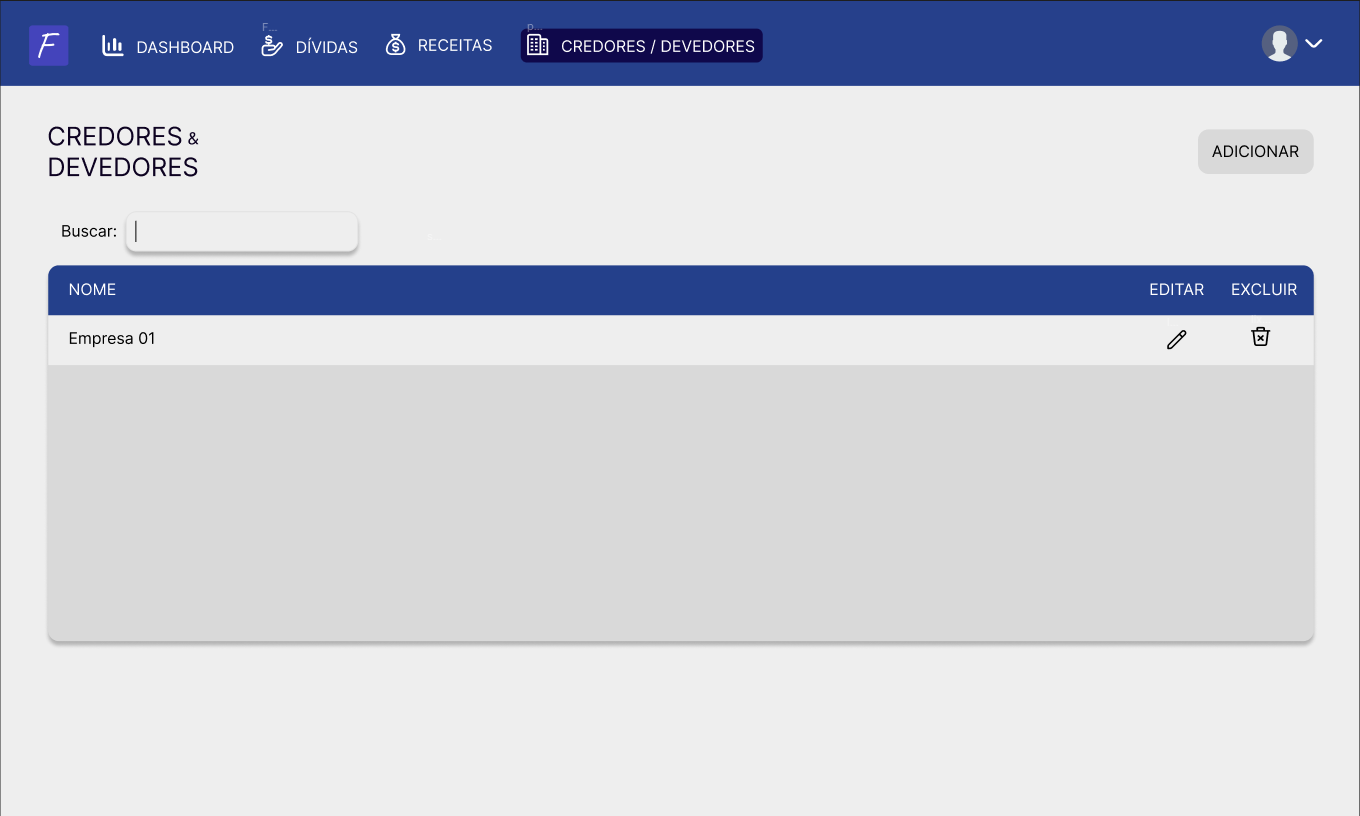 F
DASHBOARD
F...
DÍVIDAS
RECEITAS
CREDORES / DEVEDORES
CREDORES &
DEVEDORES
ADICIONAR
Buscar:
NOME EDITAR EXCLUIR
Empresa 01